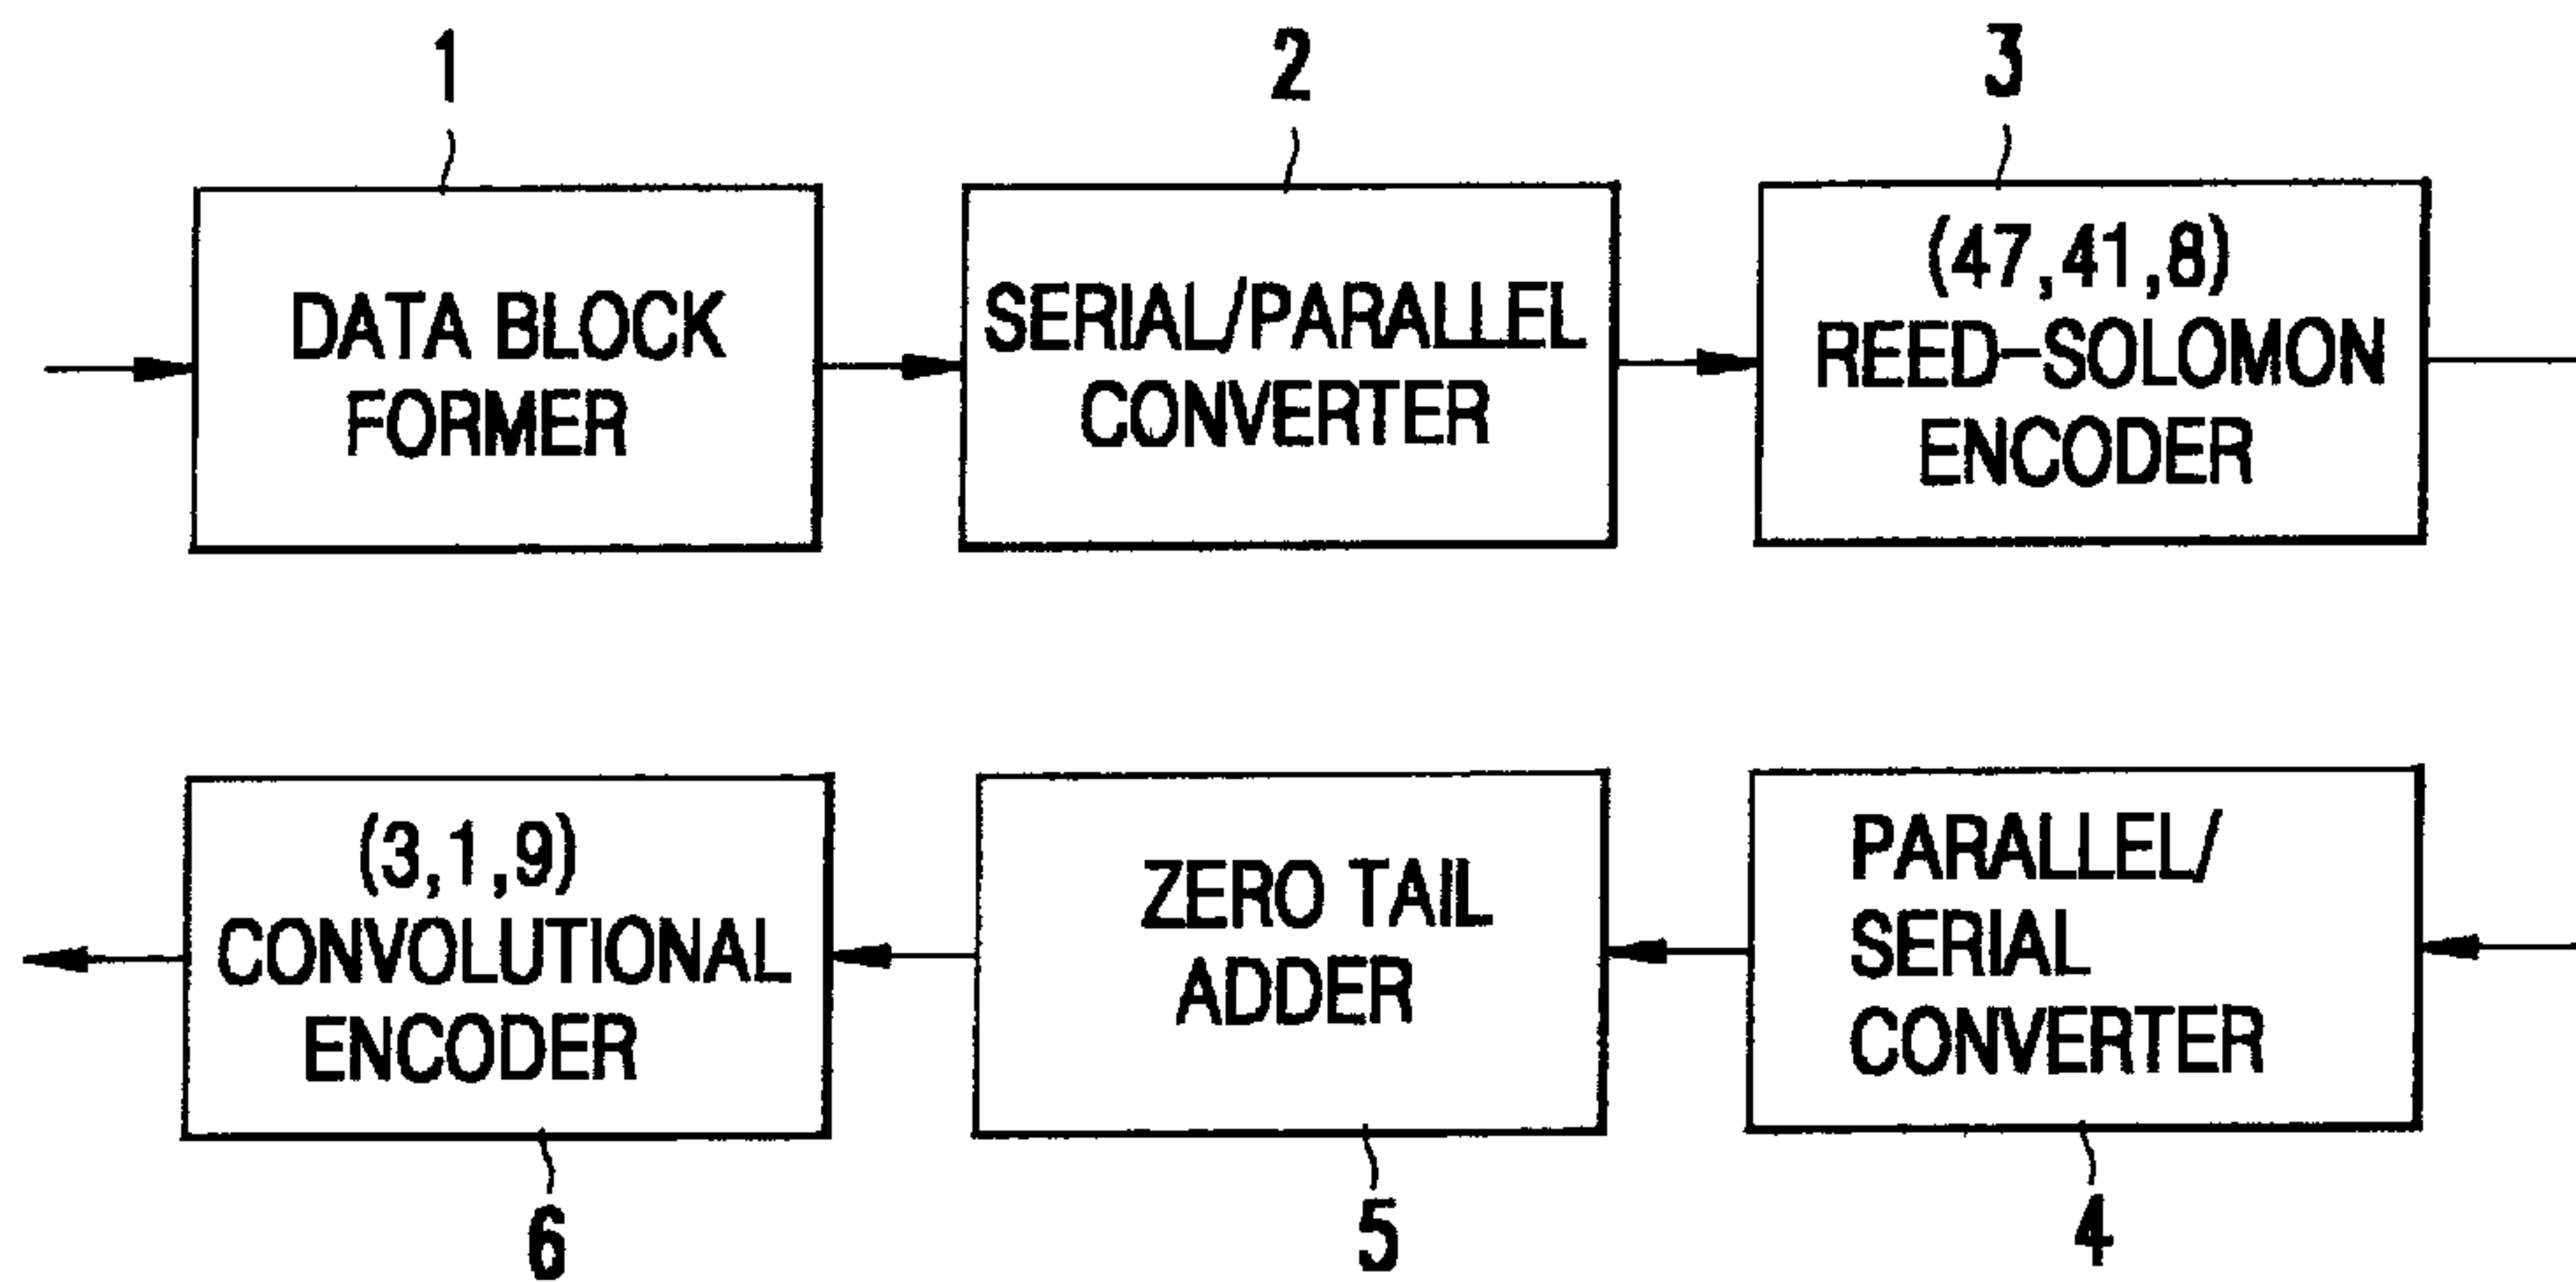 1
2
3
DATA BLOCK
FORMER
SERIAL/PARALLEL
CONVERTER
(47,41,8)
REED-SOLOMON
ENCODER
(3,1,9)
CONVOLUTIONAL
ENCODER
ZERO TAIL
ADDER
PARALLEL/
SERIAL
CONVERTER
6
5
4